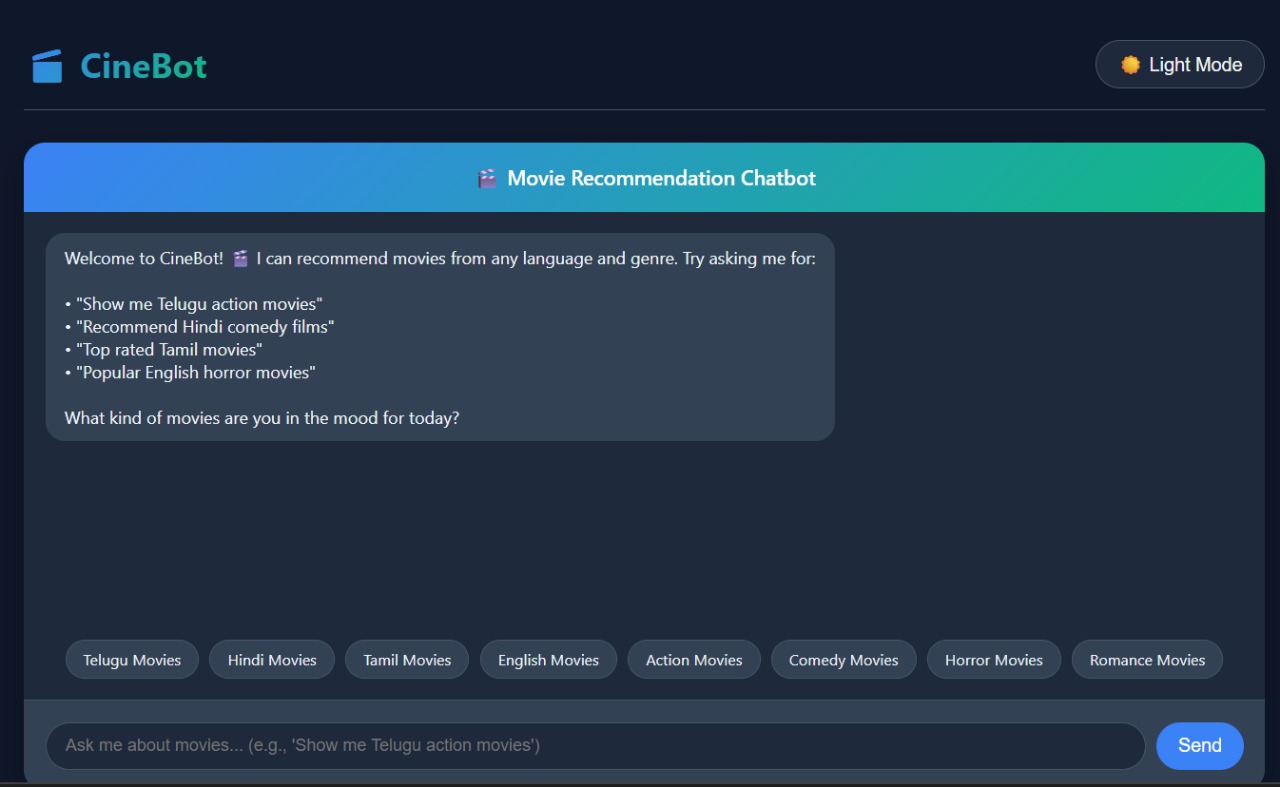 CineBot
Light Mode
Movie Recommendation Chatbot
Welcome to CineBot! 🎬 I can recommend movies from any language and genre. Try asking me for:
• "Show me Telugu action movies"
• "Recommend Hindi comedy films"
• "Top rated Tamil movies"
• "Popular English horror movies"
What kind of movies are you in the mood for today?
Telugu Movies
Hindi Movies
Tamil Movies
English Movies
Action Movies
Comedy Movies
Horror Movies
Romance Movies
Ask me about movies... (e.g., 'Show me Telugu action movies')
Send